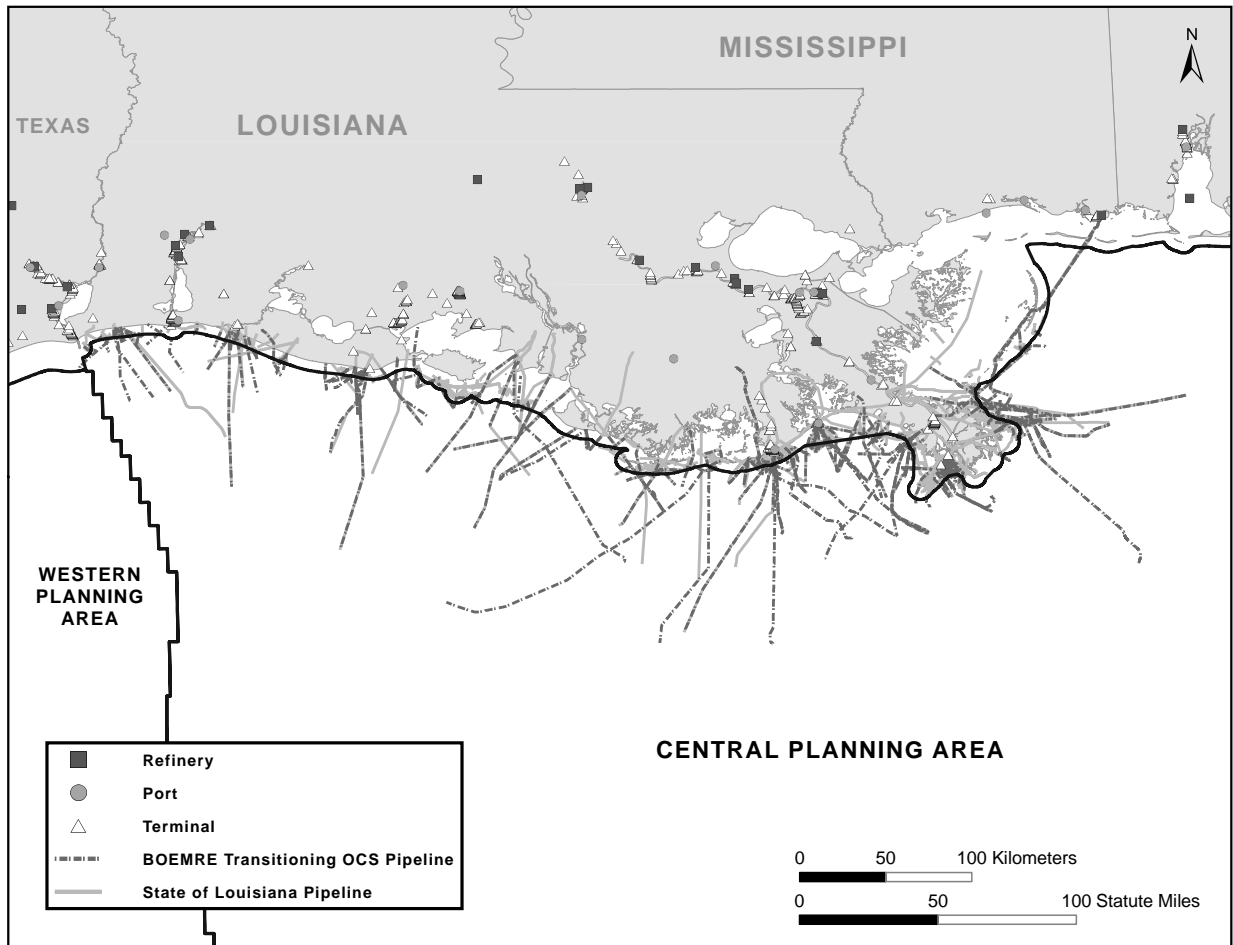 MISSISSIPPI
N
TEXAS
LOUISIANA
WESTERN
PLANNING
AREA
CENTRAL PLANNING AREA
Refinery
Port
Terminal
BOEMRE Transitioning OCS Pipeline
State of Louisiana Pipeline
0 50 100 Kilometers
0 50 100 Statute Miles